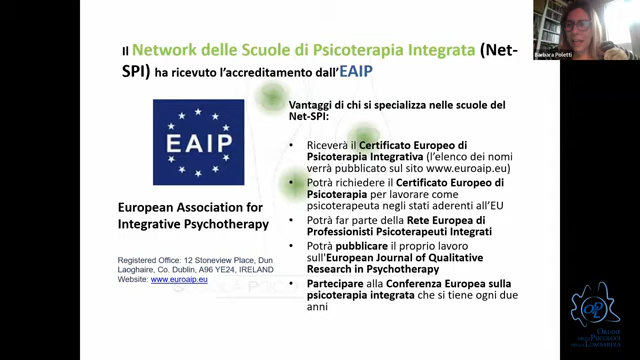 Il Network delle Scuole di Psicoterapia Integrata (Net-
SPI) ha ricevuto l'accreditamento dall'EAIP
EAIP
European Association for
Integrative Psychotherapy
Registered Office: 12 Stoneview Place, Dun
Laoghaire, Co. Dublin, A96 YE24, IRELAND
Website: www.euroaip.eu
Vantaggi di chi si specializza nelle scuole del
Net-SPI:
• Riceverà il Certificato Europeo di
Psicoterapia Integrativa (l'elenco dei nomi
verrà pubblicato sul sito www.euroaip.eu)
• Potrà richiedere il Certificato Europeo di
Psicoterapia per lavorare come
psicoterapeuta negli stati aderenti all'EU
• Potrà far parte della Rete Europea di
Professionisti Psicoterapeuti Integrati
• Potrà pubblicare il proprio lavoro
sull'European Journal of Qualitative
Research in Psychotherapy
• Partecipare alla Conferenza Europea sulla
psicoterapia integrata che si tiene ogni due
anni
Barbara Poletti
OPL
Ordine
degli Psicologi
della Lombardia